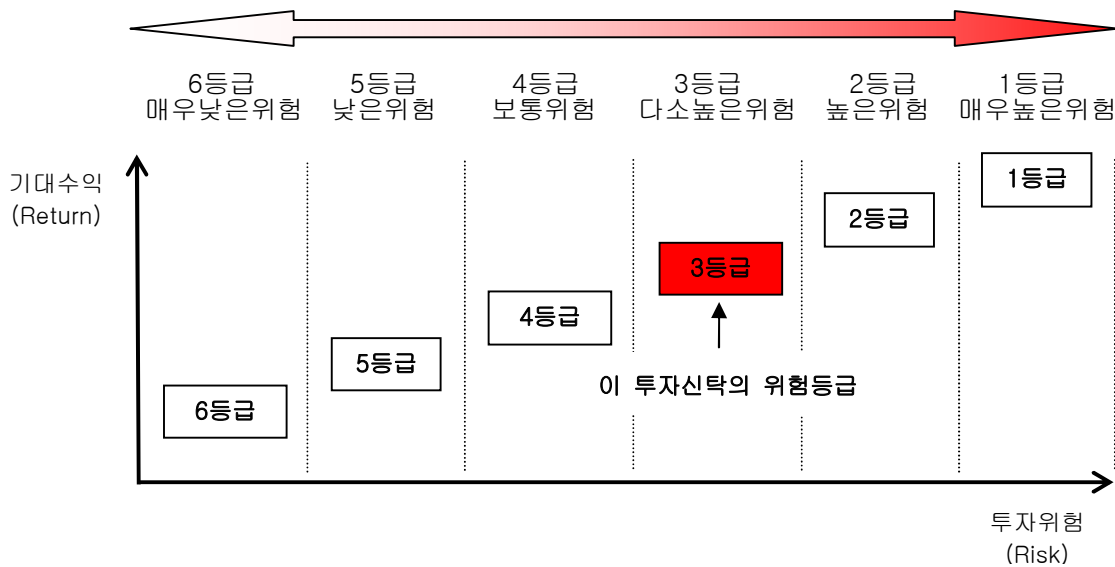 6등급 5등급 4등급 3등급 2등급 1등급
매우낮은위험 낮은위험 보통위험 다소높은위험 높은위험 매우높은위험
기대수익
(Return)
1등급
2등급
3등급
4등급
5등급
이 투자신탁의 위험등급
6등급
투자위험
(Risk)